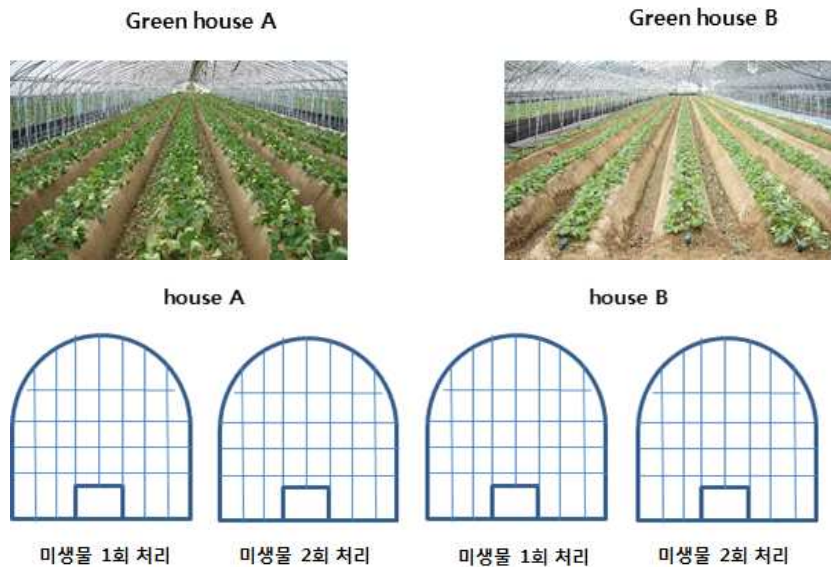 Green house A
Green house B
house A
house B
미생물 1회 처리
미생물 2회 처리
미생물 1회 처리
미생물 2회 처리